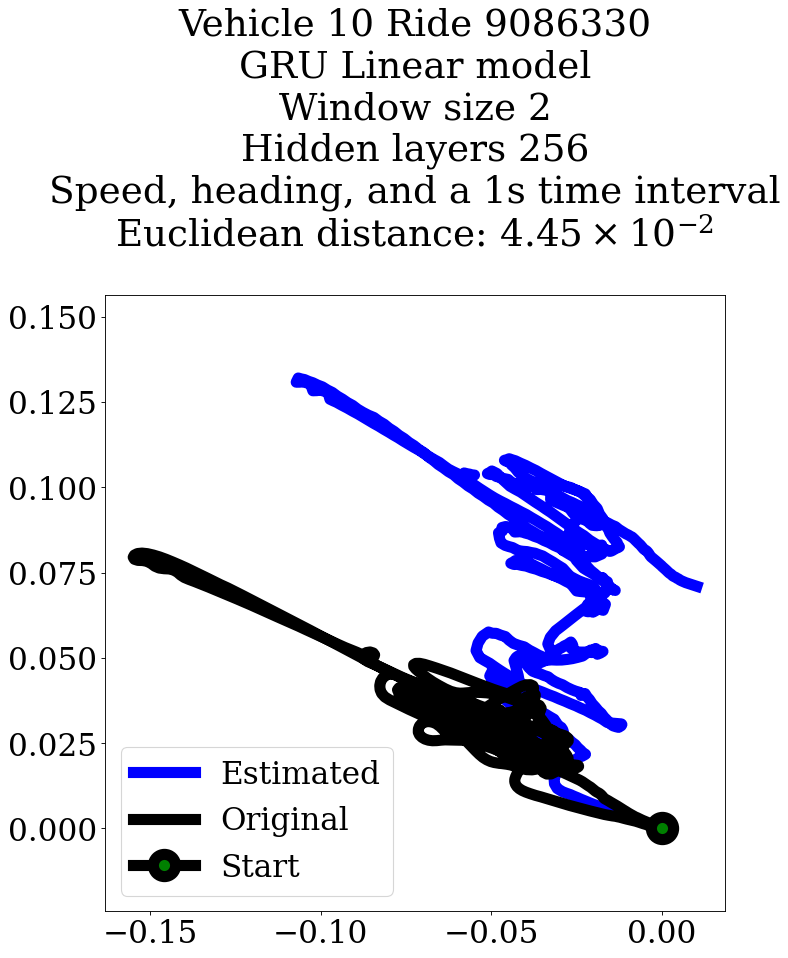 Vehicle 10 Ride 9086330
GRU Linear model
Window size 2
Hidden layers 256
Speed, heading, and a 1s time interval
Euclidean distance: 4.45 × 10⁻²
0.150
0.125
0.100
0.075
0.050
0.025
0.000
Estimated
Original
Start
−0.15
−0.10
−0.05
0.00